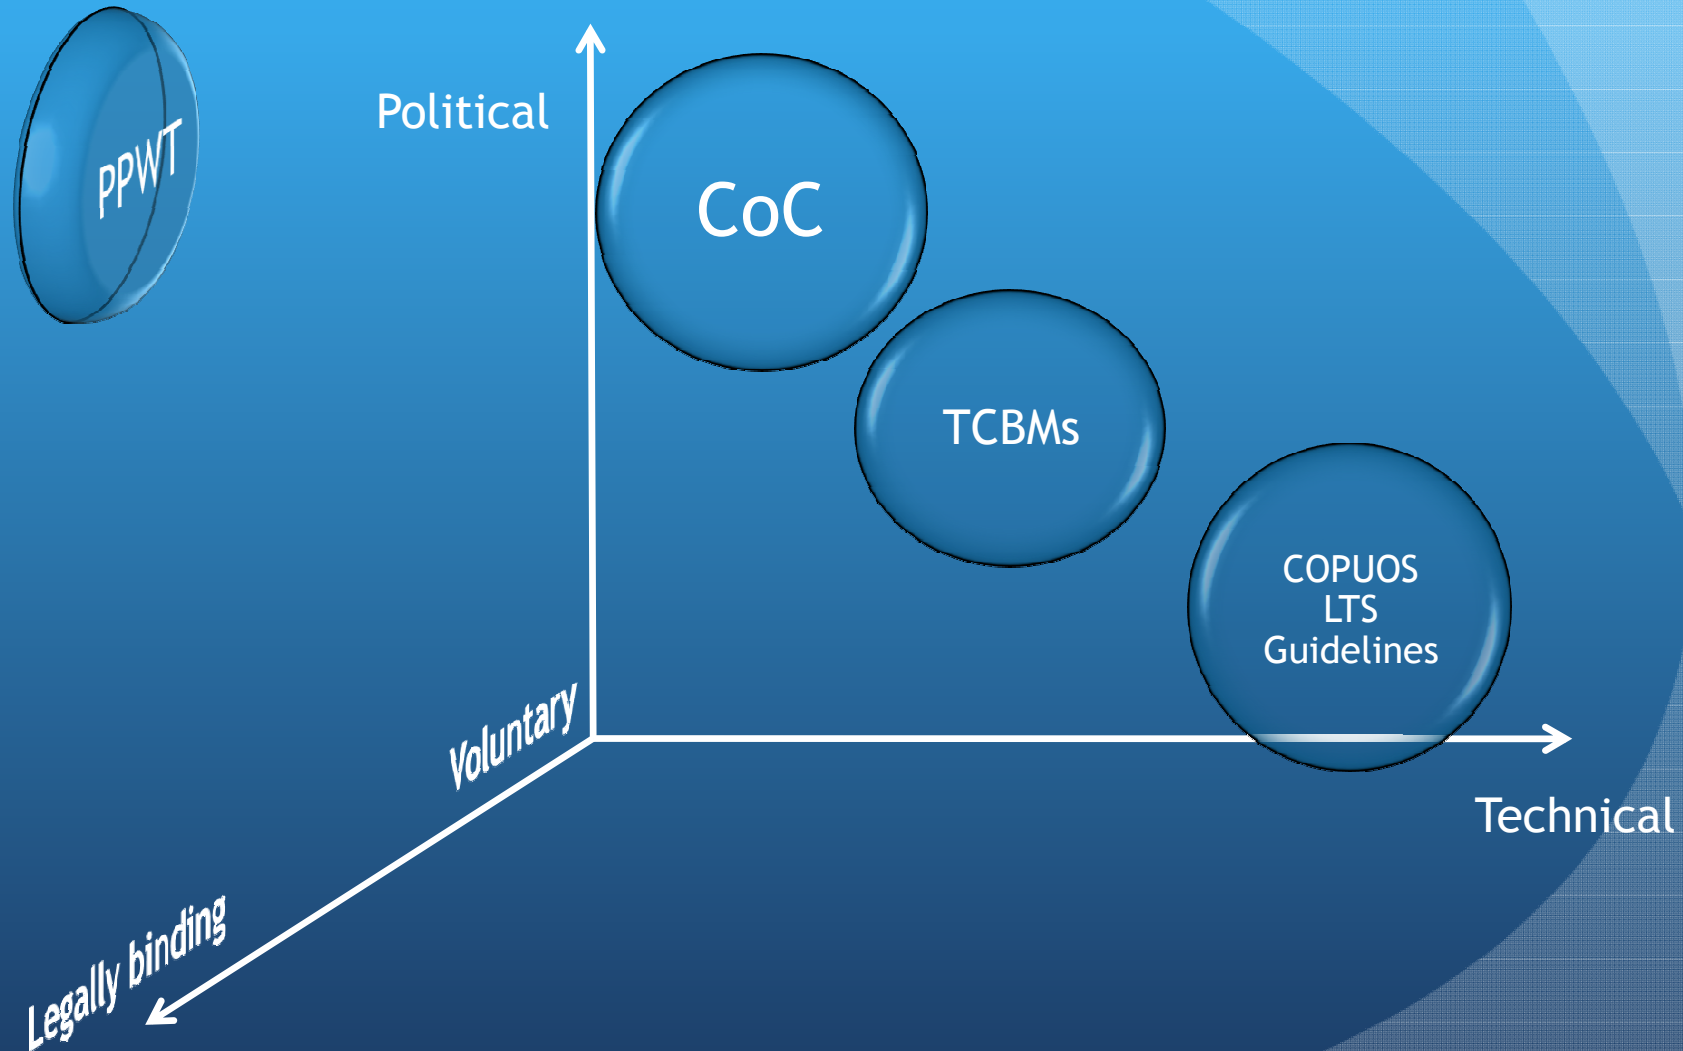 PPWT
Political
CoC
TCBMs
COPUOS
LTS
Guidelines
Voluntary
Technical
Legally binding